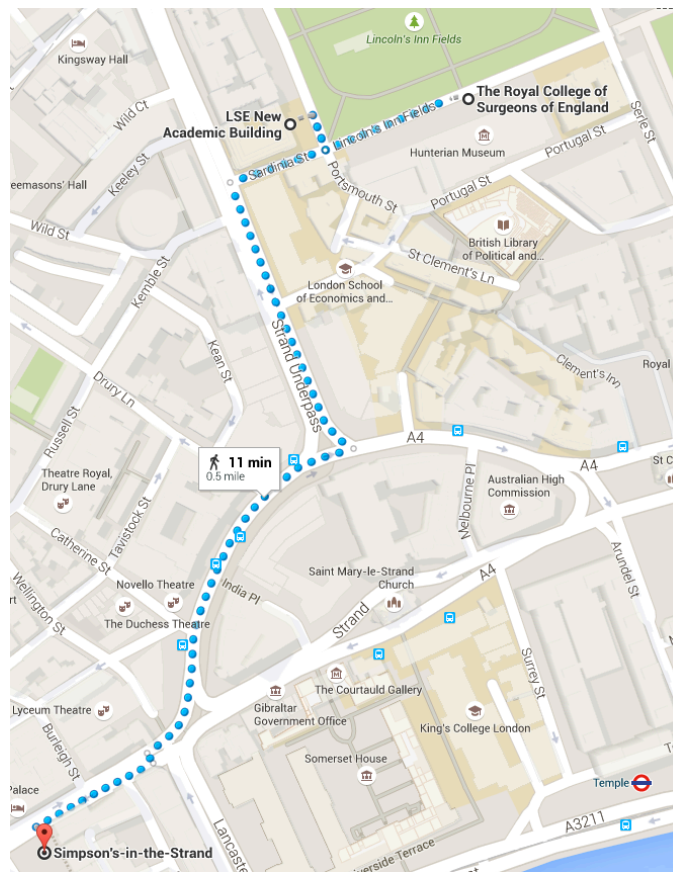 Lincoln's Inn Fields
Kingsway Hall
The Royal College of
Surgeons of England
LSE New
Academic Building
Wild Ct
Lincoln's Inn Fields
Serle St
Sardinia St
Hunterian Museum
Portugal St
Keeley St
eemasons' Hall
Portsmouth St
Portugal St
Wild St
British Library
of Political and...
St Clement's Ln
Kemble St
London School
of Economics and...
Strand Underpass
Kean St
Clement's Inn
Royal
Drury Ln
Russell St
A4
11 min
0.5 mile
A4
St C
Theatre Royal,
Drury Lane
Melbourne Pl
Australian High
Commission
Tavistock St
Catherine St
Arundel St
Novello Theatre
India Pl
Saint Mary-le-Strand
Church
A4
Wellington St
rt
The Duchess Theatre
Strand
Surrey St
The Courtauld Gallery
Lyceum Theatre
Gibraltar
Government Office
King's College London
Burleigh St
Somerset House
Te
Palace
Temple
Simpson's-in-the-Strand
Lancaste
verside Terrace
A3211